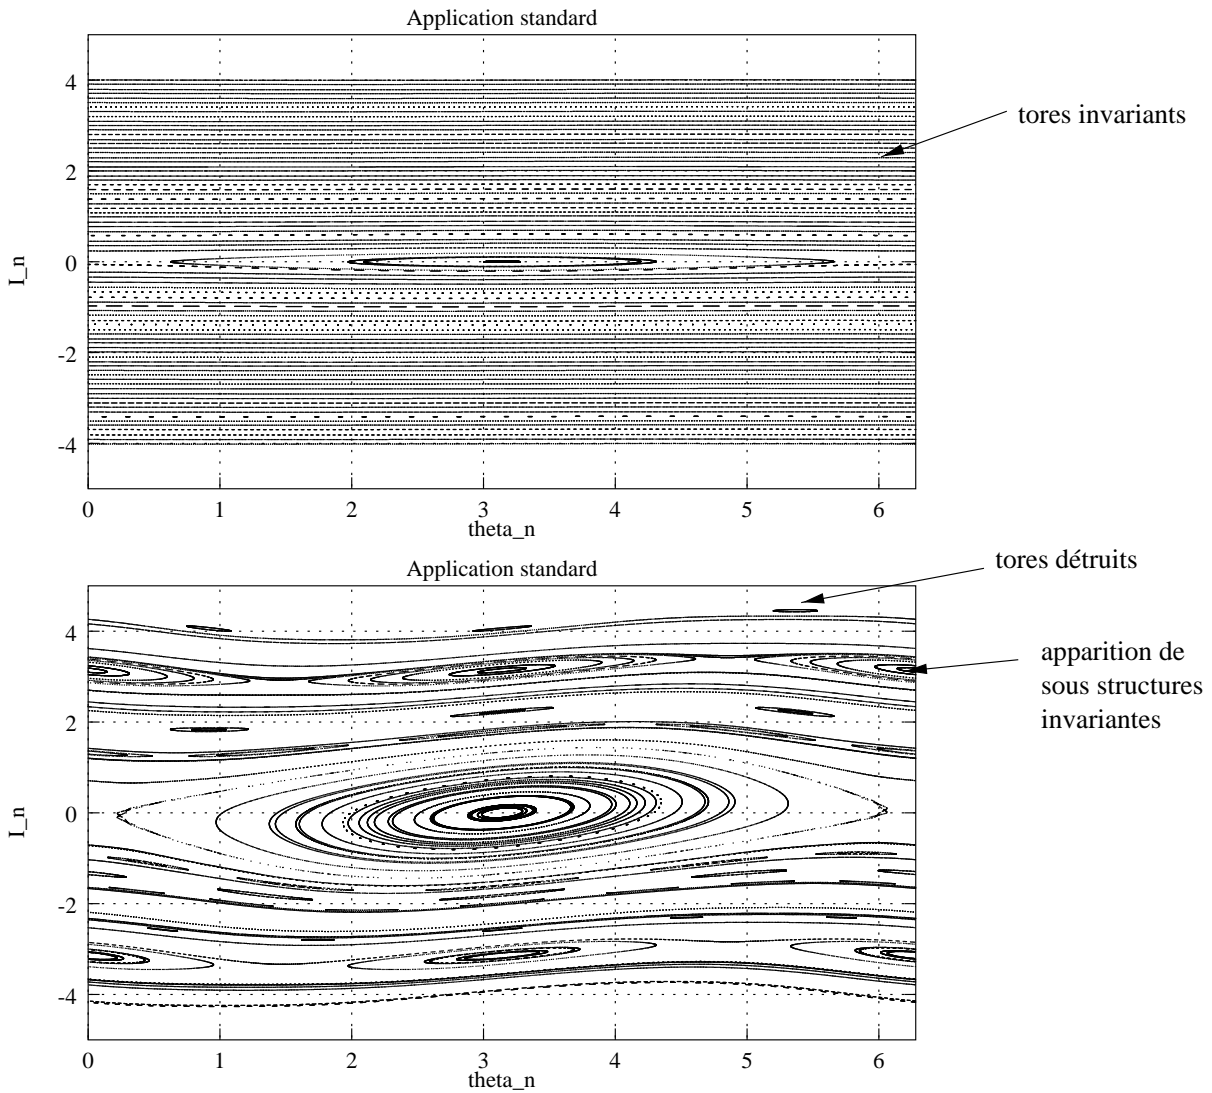 Application standard
4
2
0
-2
-4
I_n
0 1 2 3 4 5 6
theta_n
tores invariants
Application standard
4
2
0
-2
-4
I_n
0 1 2 3 4 5 6
theta_n
tores détruits
apparition de
sous structures
invariantes